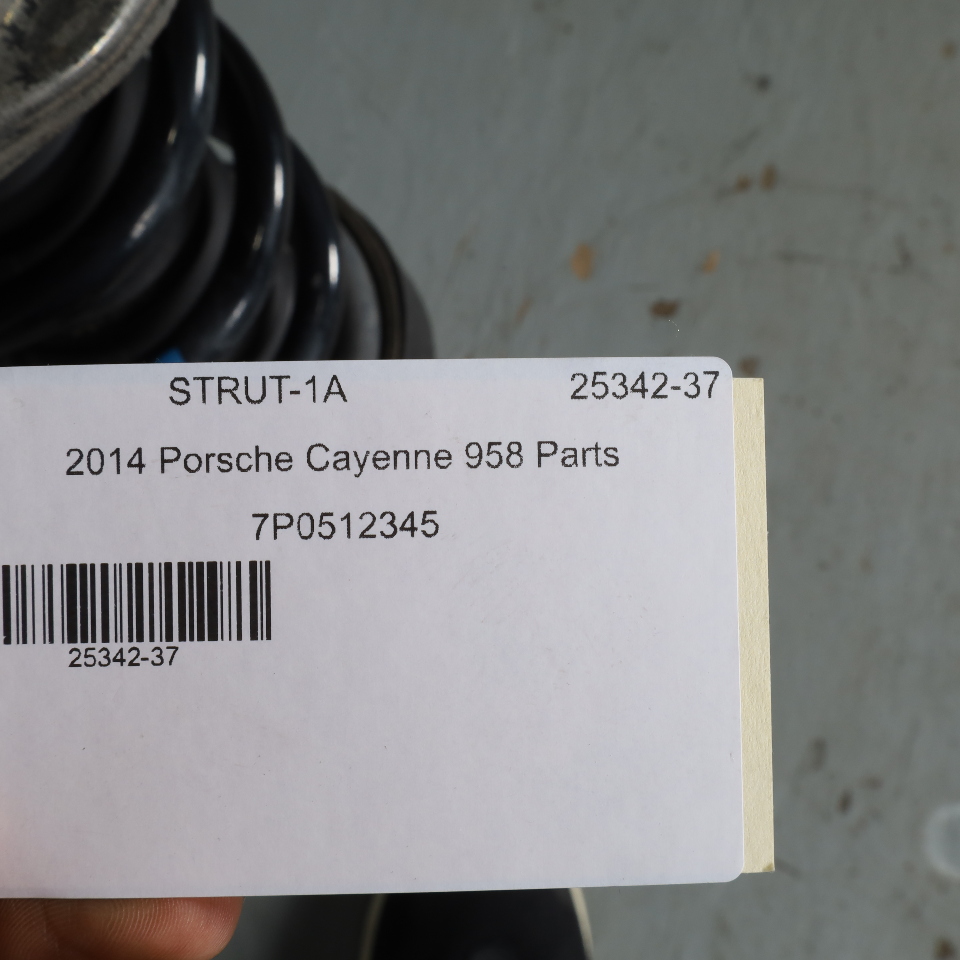 STRUT-1A 25342-37
2014 Porsche Cayenne 958 Parts
7P0512345
25342-37